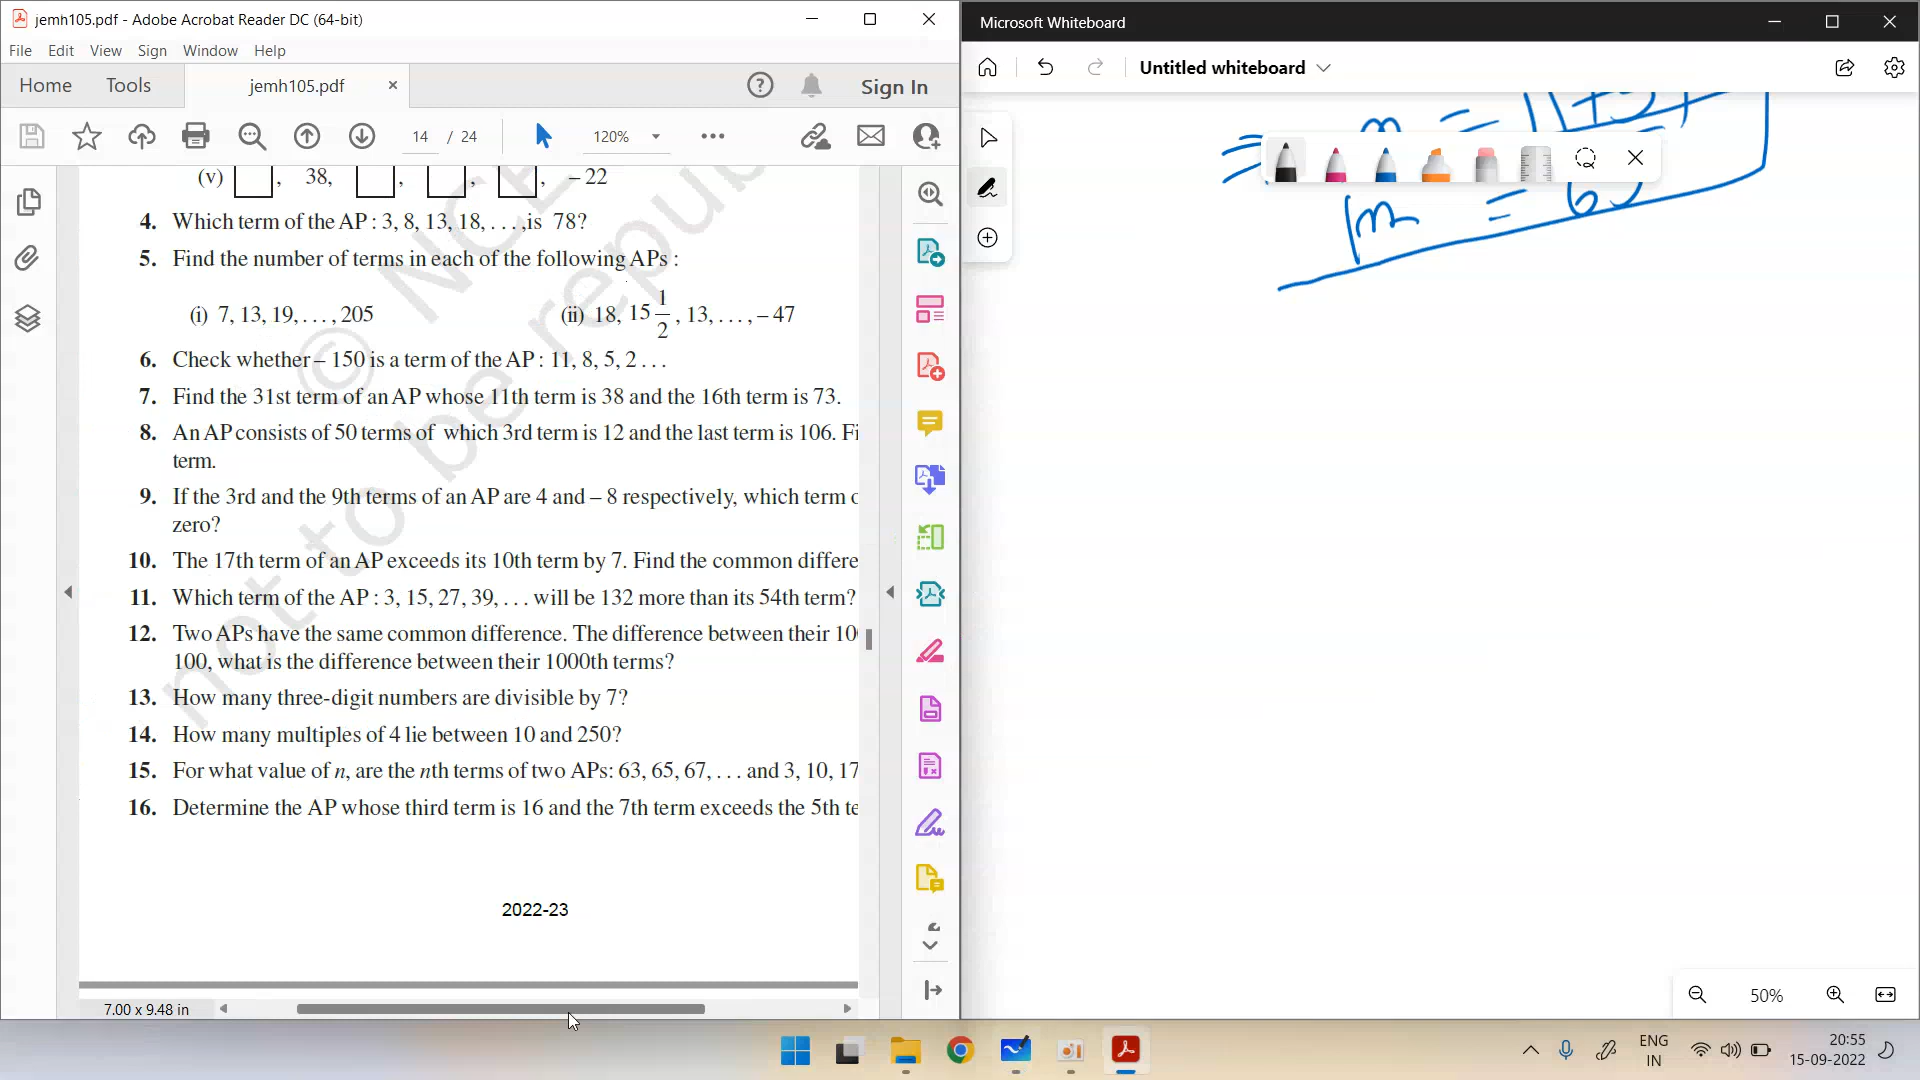 jemh105.pdf - Adobe Acrobat Reader DC (64-bit)
File Edit View Sign Window Help
Home Tools jemh105.pdf Sign In
14 / 24 120%
(v) , 38, , , , – 22
4. Which term of the AP : 3, 8, 13, 18, . . . ,is 78?
5. Find the number of terms in each of the following APs :
(i) 7, 13, 19, . . . , 205 (ii) 18, 15 1/2 , 13, . . . , – 47
6. Check whether – 150 is a term of the AP : 11, 8, 5, 2 . . .
7. Find the 31st term of an AP whose 11th term is 38 and the 16th term is 73.
8. An AP consists of 50 terms of which 3rd term is 12 and the last term is 106. Fi
term.
9. If the 3rd and the 9th terms of an AP are 4 and – 8 respectively, which term o
zero?
10. The 17th term of an AP exceeds its 10th term by 7. Find the common differe
11. Which term of the AP : 3, 15, 27, 39, . . . will be 132 more than its 54th term?
12. Two APs have the same common difference. The difference between their 10
100, what is the difference between their 1000th terms?
13. How many three-digit numbers are divisible by 7?
14. How many multiples of 4 lie between 10 and 250?
15. For what value of n, are the nth terms of two APs: 63, 65, 67, . . . and 3, 10, 17
16. Determine the AP whose third term is 16 and the 7th term exceeds the 5th te
2022-23
© NCE
not to be repub
7.00 x 9.48 in
Microsoft Whiteboard
Untitled whiteboard
= 65
50%
ENG
IN
20:55
15-09-2022